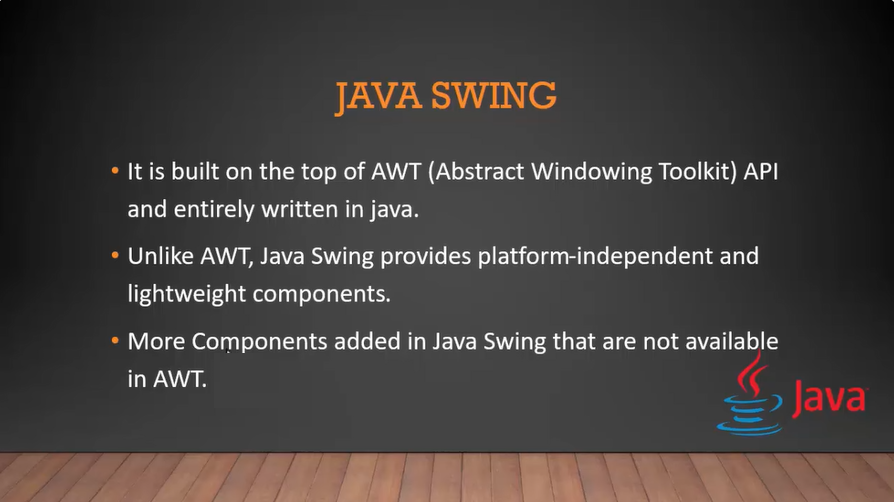 JAVA SWING
• It is built on the top of AWT (Abstract Windowing Toolkit) API
and entirely written in java.
• Unlike AWT, Java Swing provides platform-independent and
lightweight components.
• More Components added in Java Swing that are not available
in AWT.
Java